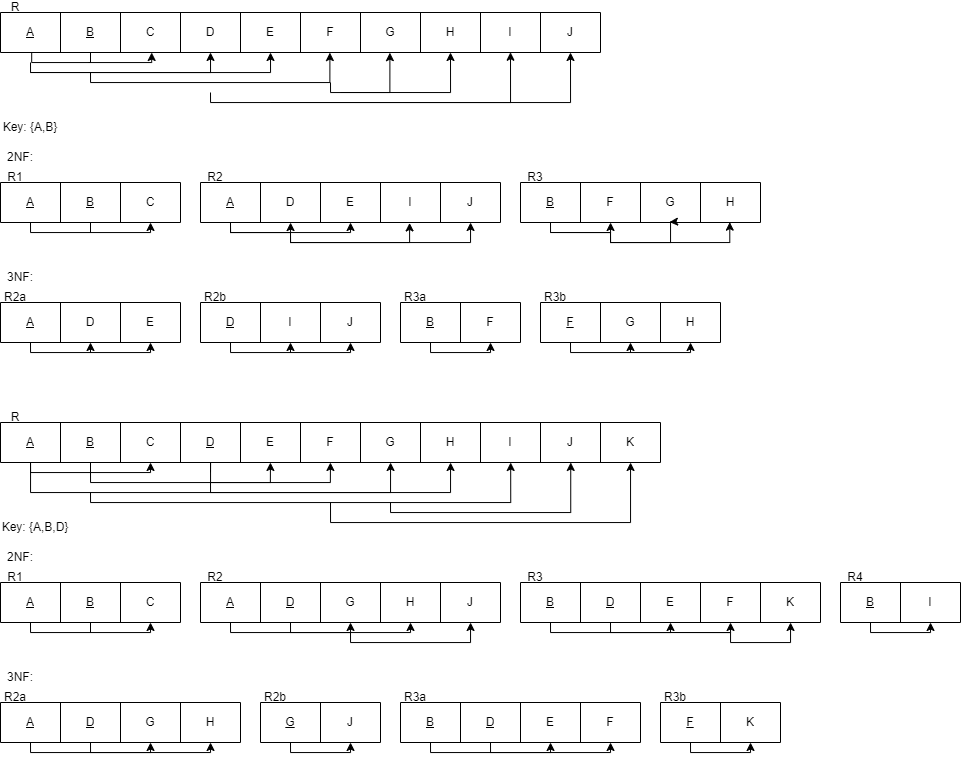 R
A B C D E F G H I J
Key: {A,B}
2NF:
R1 R2 R3
A B C A D E I J B F G H
3NF:
R2a R2b R3a R3b
A D E D I J B F F G H
R
A B C D E F G H I J K
Key: {A,B,D}
2NF:
R1 R2 R3 R4
A B C A D G H J B D E F K B I
3NF:
R2a R2b R3a R3b
A D G H G J B D E F F K